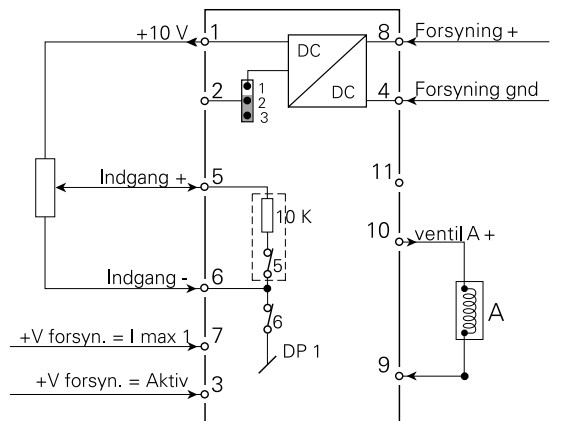 +10 V 1 8 Forsyning +
DC
DC
2 1
2
3
4 Forsyning gnd
Indgang + 5 11
10 K 10 ventil A +
5
Indgang - 6
6
A
+V forsyn. = I max 1 7 DP 1
9
+V forsyn. = Aktiv 3